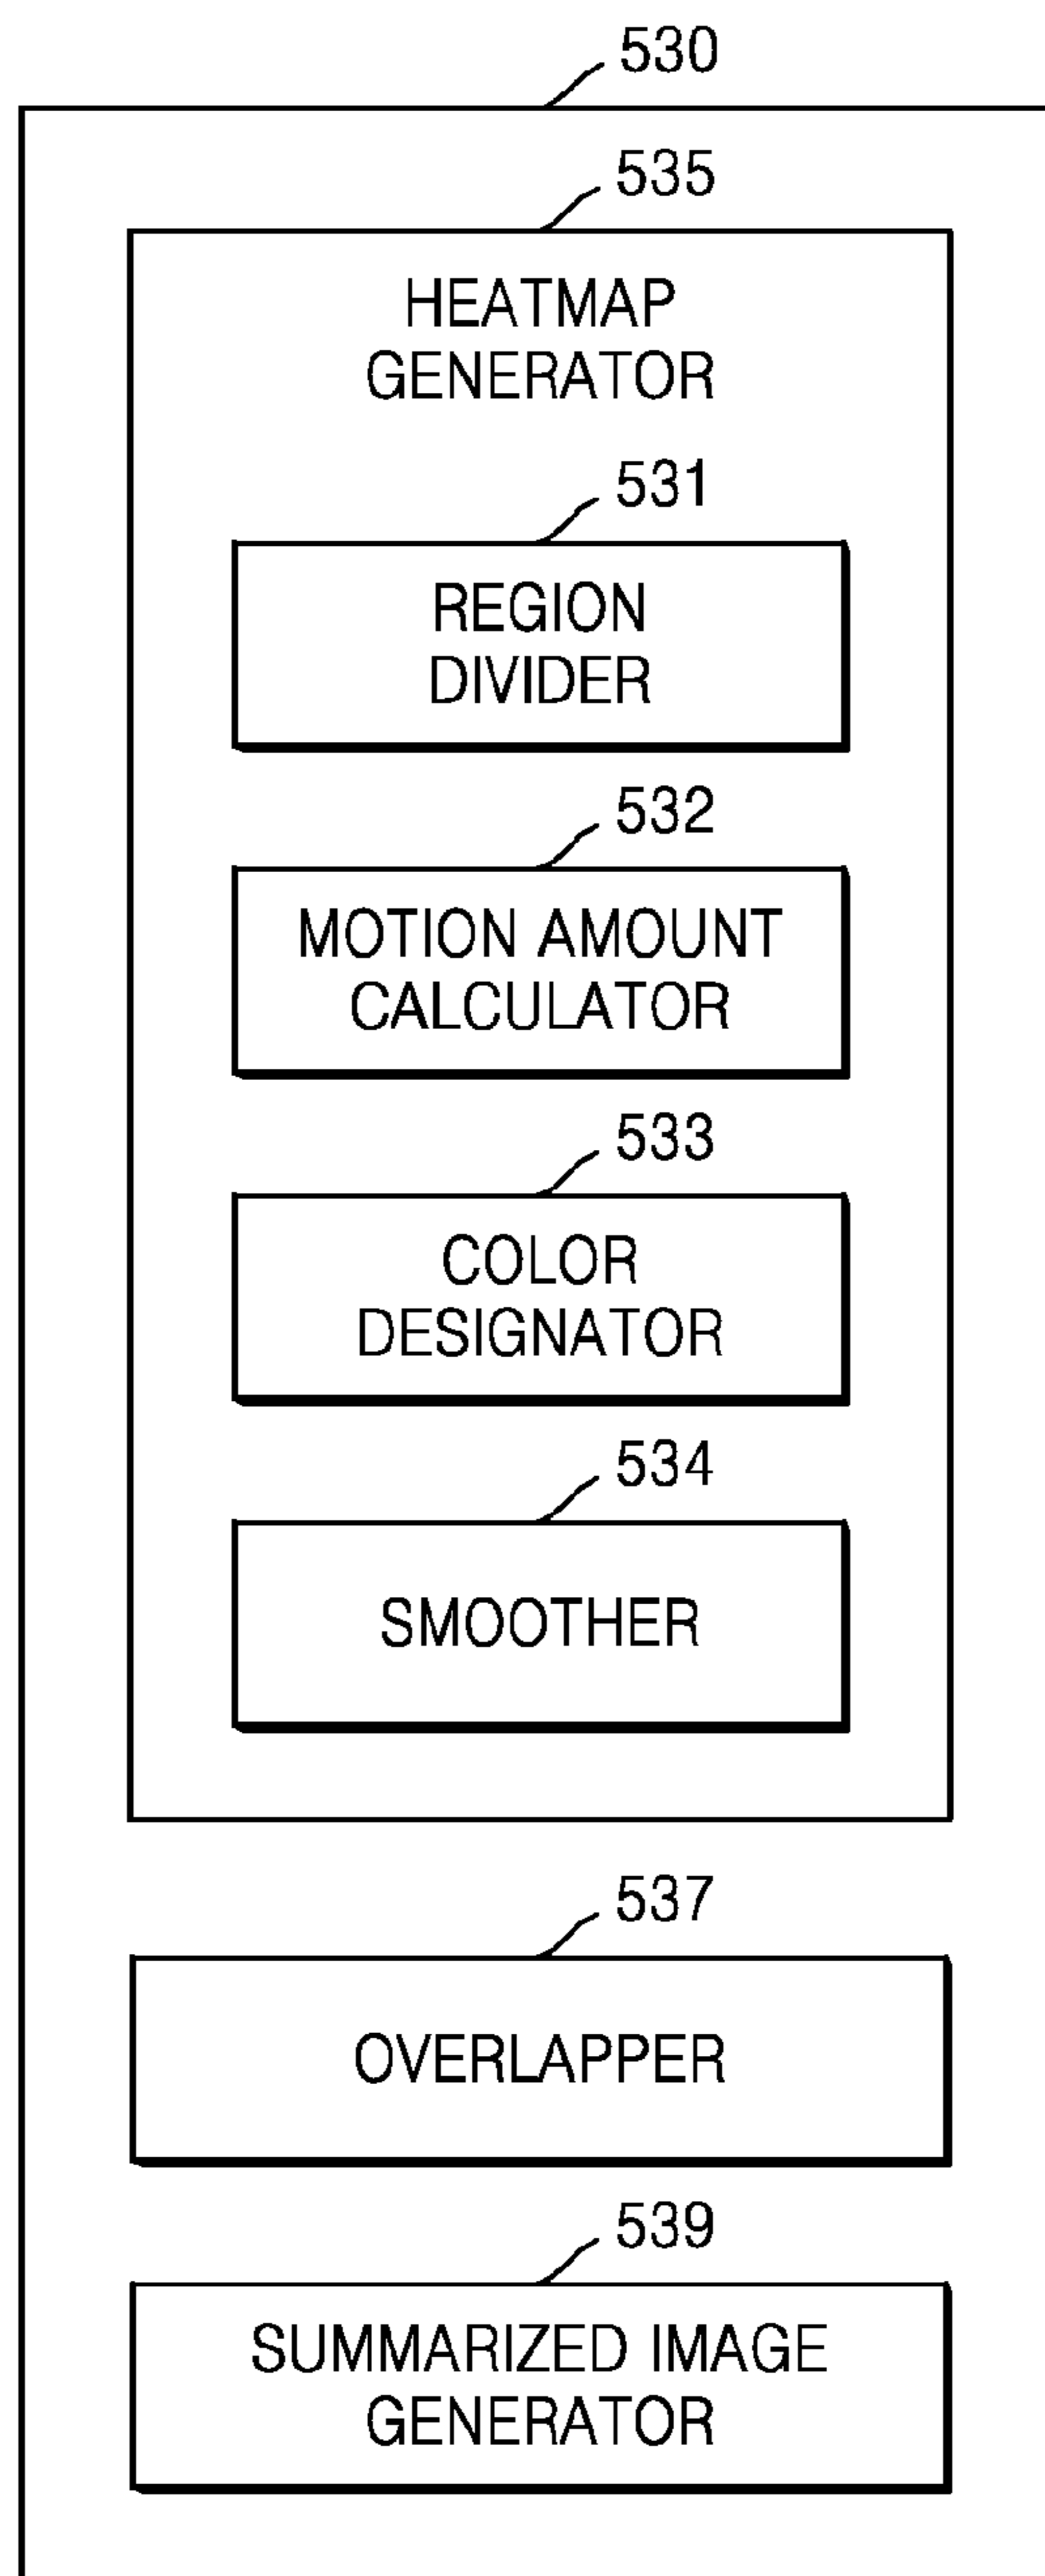 530
535
HEATMAP
GENERATOR
531
REGION
DIVIDER
532
MOTION AMOUNT
CALCULATOR
533
COLOR
DESIGNATOR
534
SMOOTHER
537
OVERLAPPER
539
SUMMARIZED IMAGE
GENERATOR